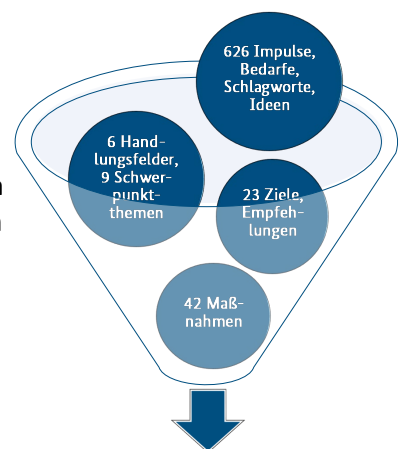 626 Impulse,
Bedarfe,
Schlagworte,
Ideen
6 Hand-
lungsfelder,
9 Schwer-
punkt-
themen
23 Ziele,
Empfeh-
lungen
42 Maß-
nahmen